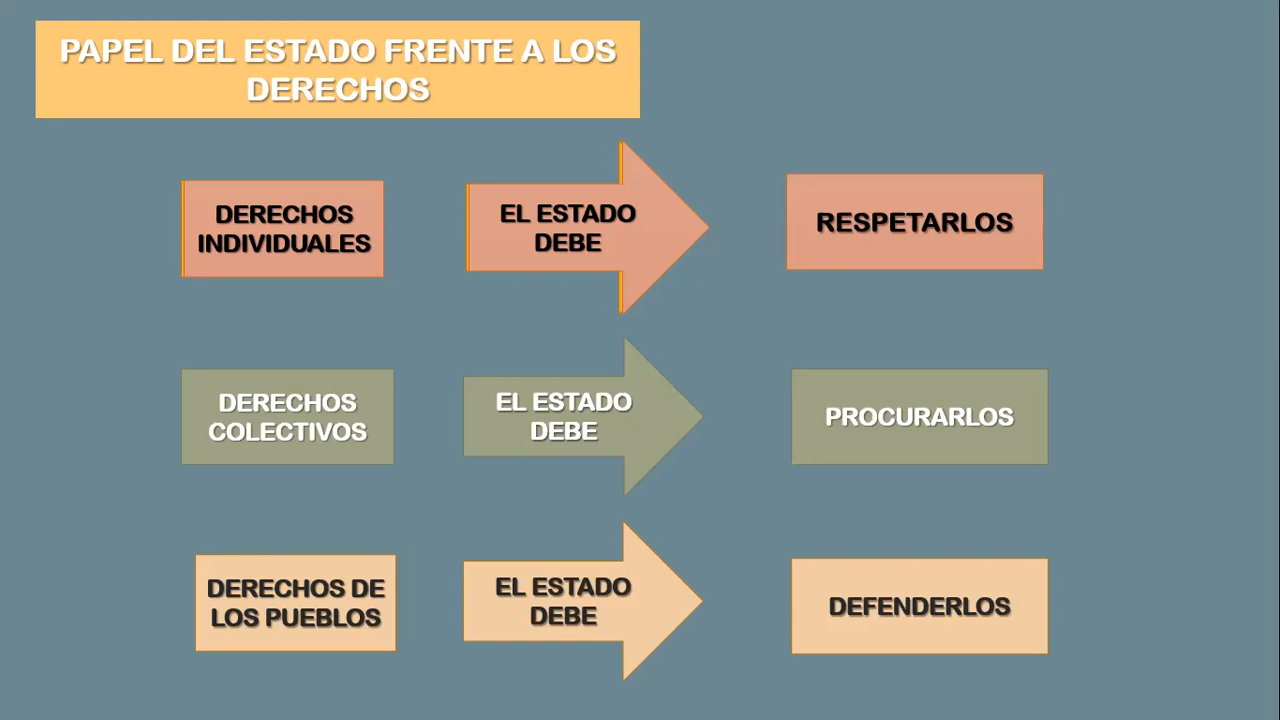 PAPEL DEL ESTADO FRENTE A LOS
DERECHOS
DERECHOS
INDIVIDUALES
EL ESTADO
DEBE
RESPETARLOS
DERECHOS
COLECTIVOS
EL ESTADO
DEBE
PROCURARLOS
DERECHOS DE
LOS PUEBLOS
EL ESTADO
DEBE
DEFENDERLOS